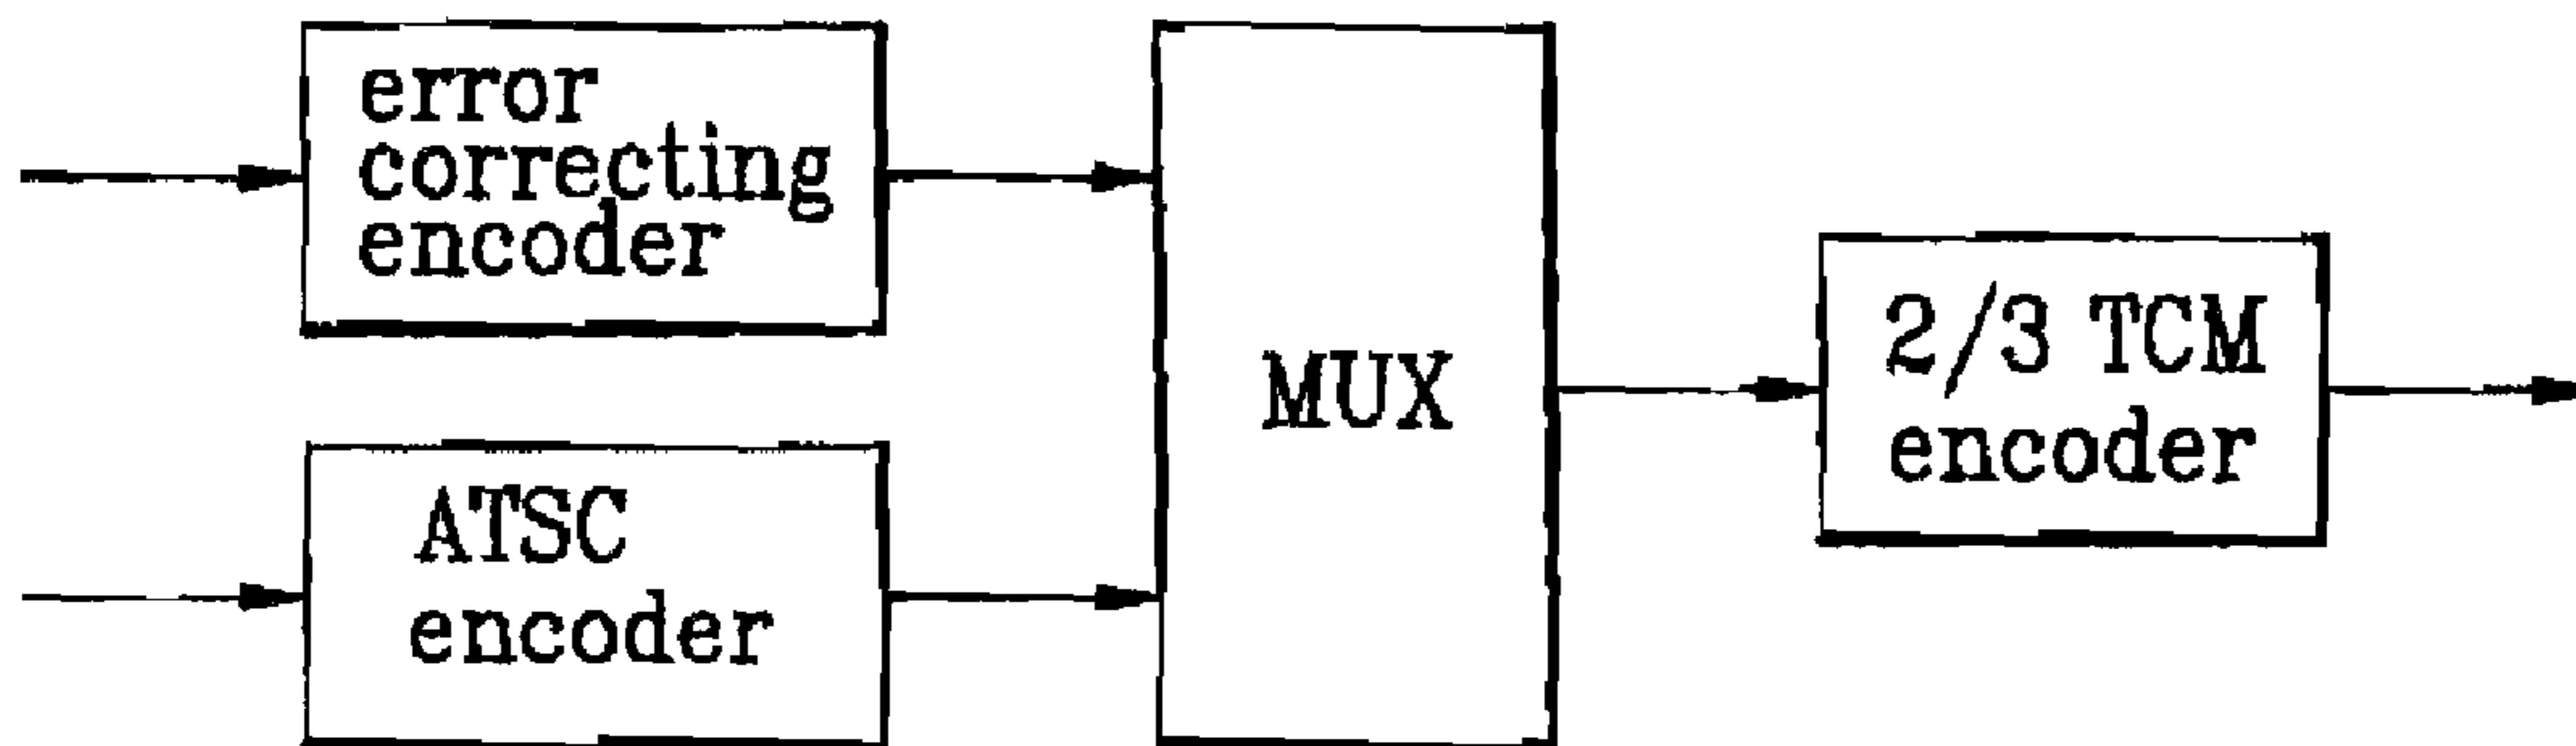 error
correcting
encoder
ATSC
encoder
MUX
2/3 TCM
encoder